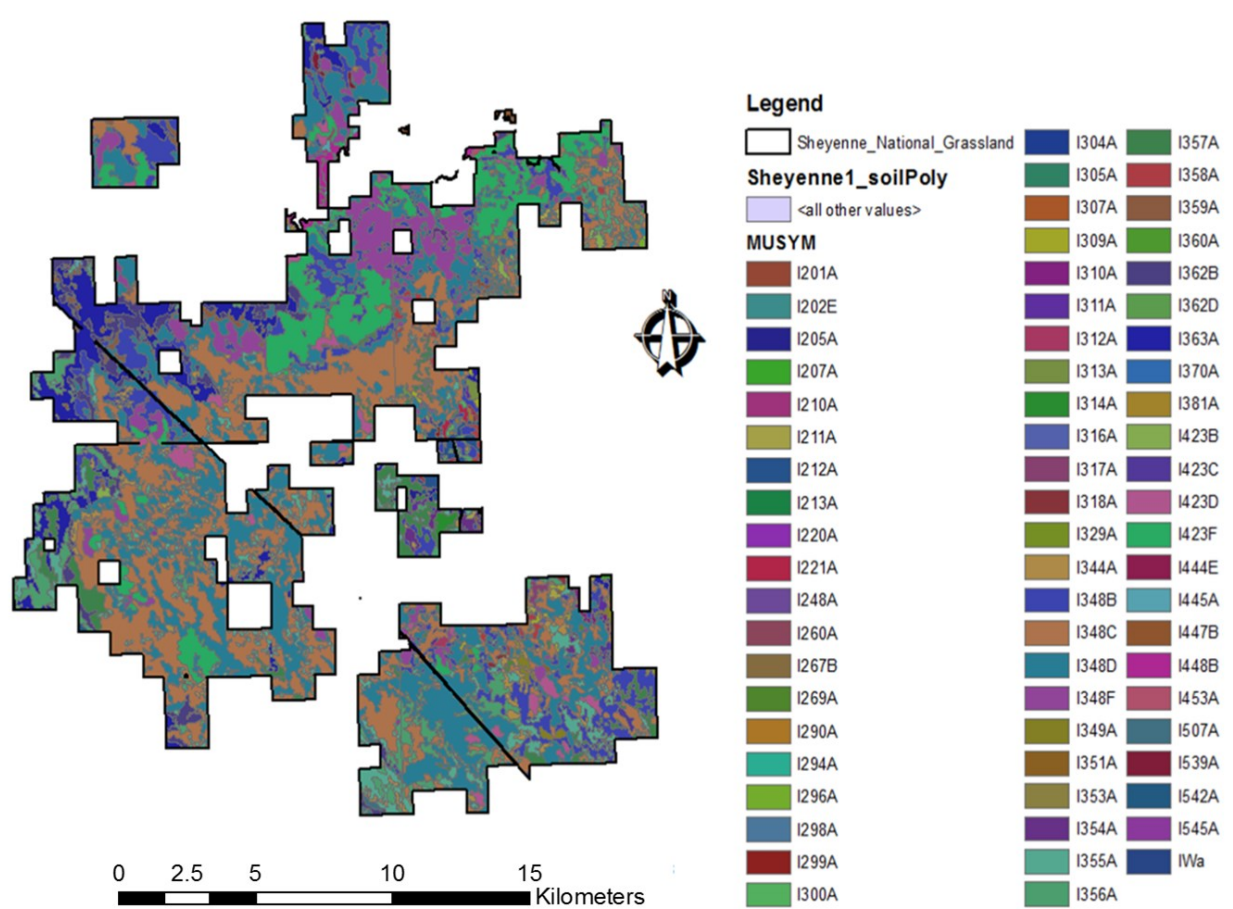 Legend
Sheyenne_National_Grassland
Sheyenne1_soilPoly
<all other values>
MUSYM
I201A
I202E
I205A
I207A
I210A
I211A
I212A
I213A
I220A
I221A
I248A
I260A
I267B
I269A
I290A
I294A
I296A
I298A
I299A
I300A
I304A
I305A
I307A
I309A
I310A
I311A
I312A
I313A
I314A
I316A
I317A
I318A
I329A
I344A
I348B
I348C
I348D
I348F
I349A
I351A
I353A
I354A
I355A
I356A
I357A
I358A
I359A
I360A
I362B
I362D
I363A
I370A
I381A
I423B
I423C
I423D
I423F
I444E
I445A
I447B
I448B
I453A
I507A
I539A
I542A
I545A
IWa
N
0 2.5 5 10 15
Kilometers